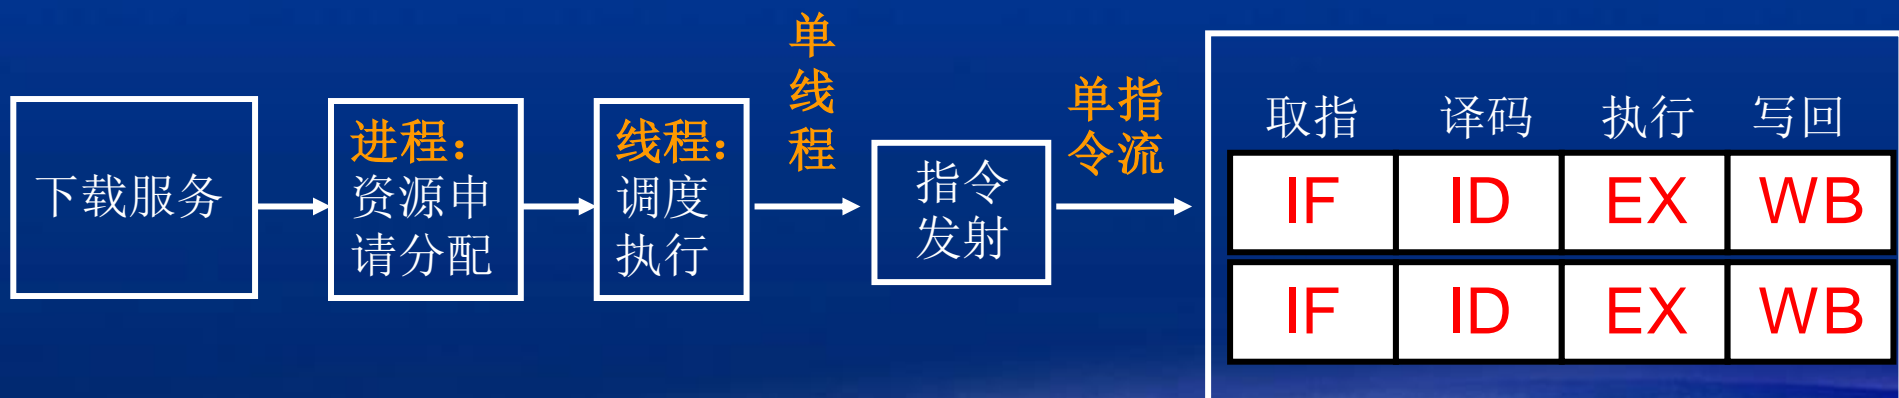 下载服务
进程：
资源申
请分配
线程：
调度
执行
单
线
程
指令
发射
单指
令流
取指 译码 执行 写回
IF ID EX WB
IF ID EX WB